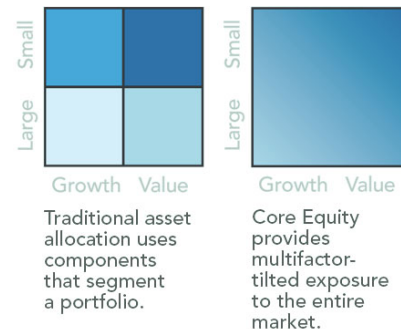 Small
Large
Growth Value
Traditional asset
allocation uses
components
that segment
a portfolio.
Small
Large
Growth Value
Core Equity
provides
multifactor-
tilted exposure
to the entire
market.